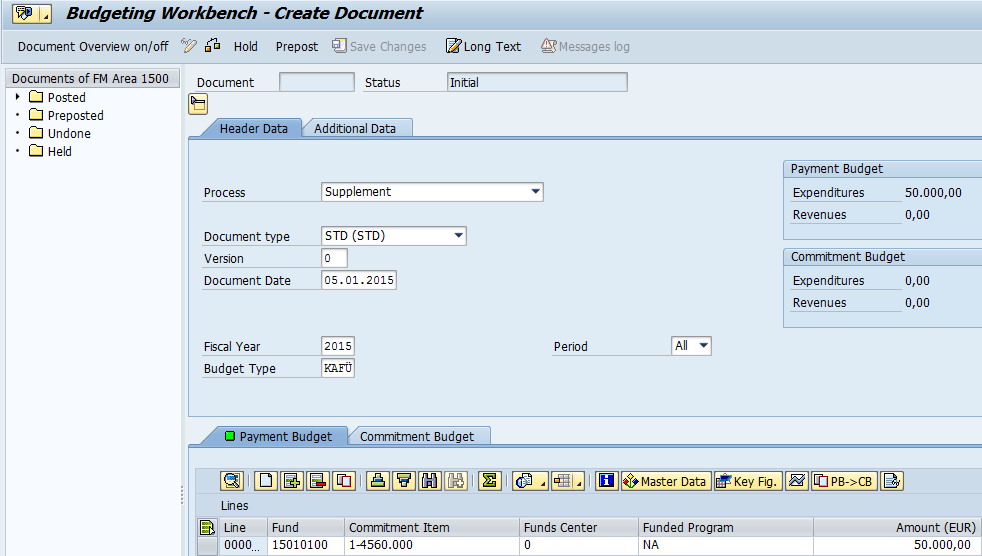 Budgeting Workbench - Create Document
Document Overview on/off Hold Prepost Save Changes Long Text Messages log
Documents of FM Area 1500
Posted
Preposted
Undone
Held
Document Status Initial
Header Data Additional Data
Process Supplement
Document type STD (STD)
Version 0
Document Date 05.01.2015
Fiscal Year 2015 Period All
Budget Type KAFÜ
Payment Budget
Expenditures 50.000,00
Revenues 0,00
Commitment Budget
Expenditures 0,00
Revenues 0,00
Payment Budget Commitment Budget
Master Data Key Fig. PB->CB
Lines
Line Fund Commitment Item Funds Center Funded Program Amount (EUR)
0000... 15010100 1-4560.000 0 NA 50.000,00